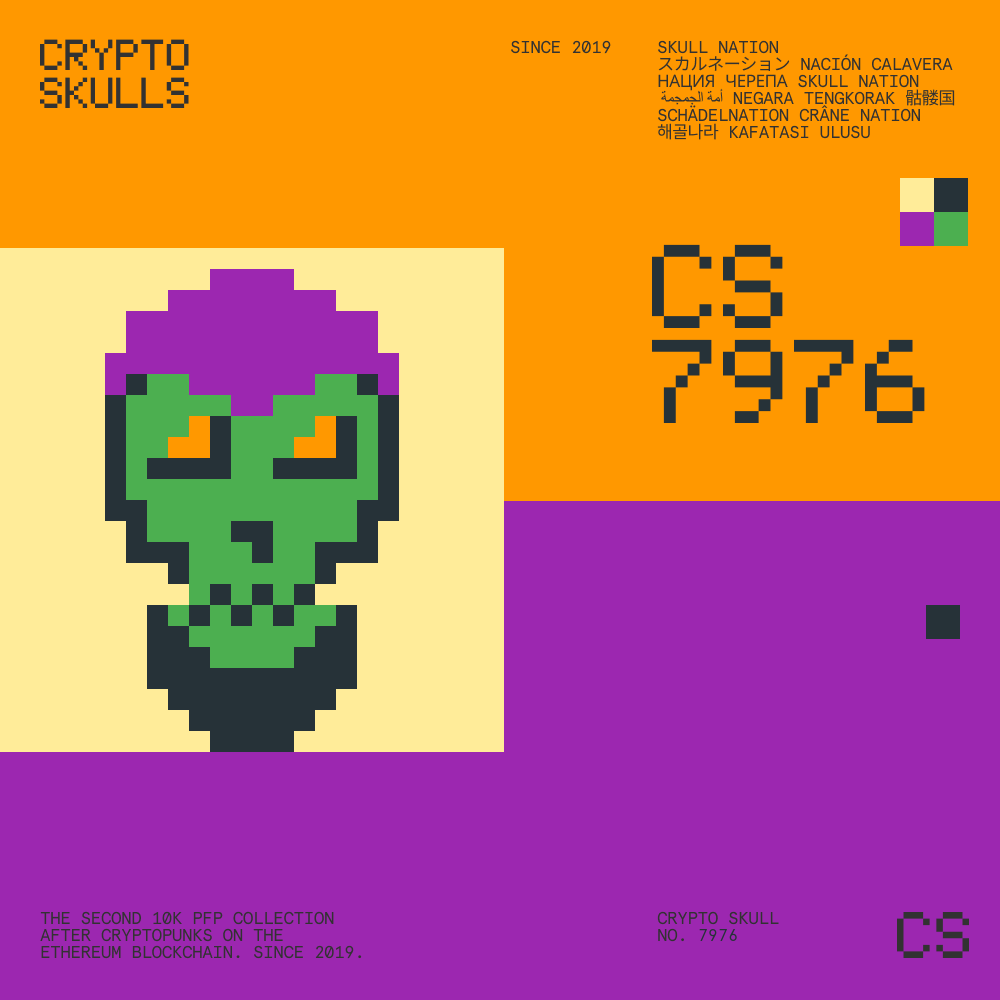 CRYPTO
SKULLS
SINCE 2019
SKULL NATION
スカルネーション NACIÓN CALAVERA
НАЦИЯ ЧЕРЕПА SKULL NATION
أمة الجمجمة NEGARA TENGKORAK 骷髅国
SCHÄDELNATION CRÂNE NATION
해골나라 KAFATASI ULUSU
CS
7976
THE SECOND 10K PFP COLLECTION
AFTER CRYPTOPUNKS ON THE
ETHEREUM BLOCKCHAIN. SINCE 2019.
CRYPTO SKULL
NO. 7976
CS